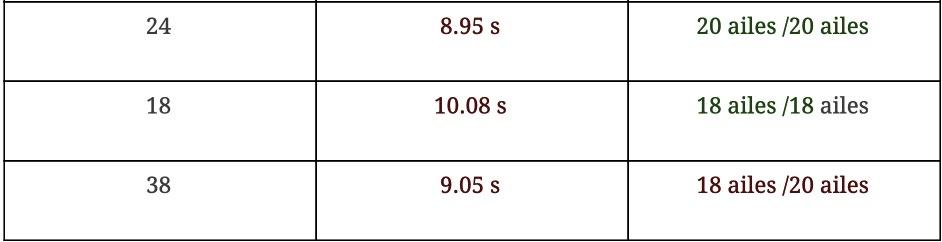 24 8.95 s 20 ailes /20 ailes
18 10.08 s 18 ailes /18 ailes
38 9.05 s 18 ailes /20 ailes